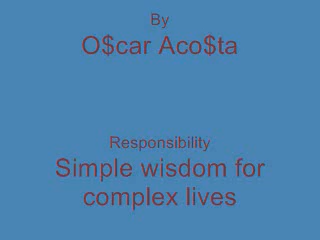 By
O$car Aco$ta
Responsibility
Simple wisdom for
complex lives